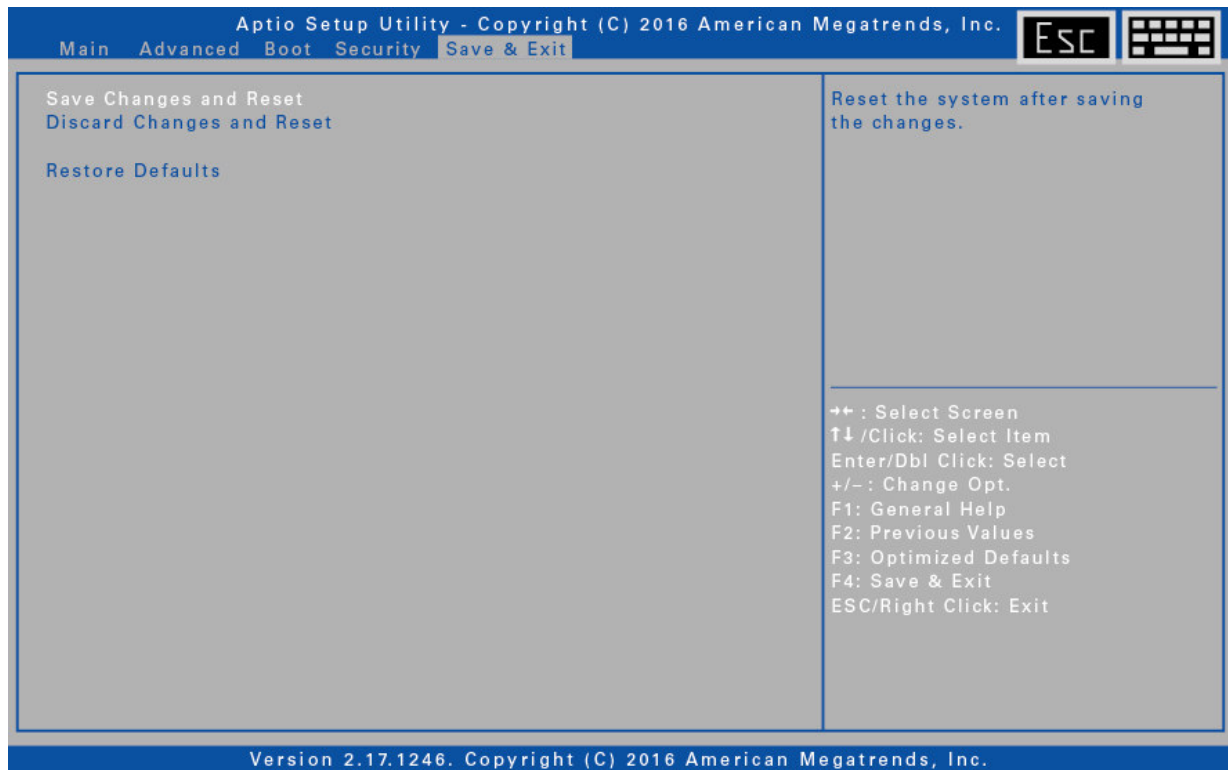 Aptio Setup Utility - Copyright (C) 2016 American Megatrends, Inc.
Esc
Main Advanced Boot Security Save & Exit
Save Changes and Reset
Discard Changes and Reset
Restore Defaults
Reset the system after saving
the changes.
→← : Select Screen
↑↓ /Click: Select Item
Enter/Dbl Click: Select
+/– : Change Opt.
F1: General Help
F2: Previous Values
F3: Optimized Defaults
F4: Save & Exit
ESC/Right Click: Exit
Version 2.17.1246. Copyright (C) 2016 American Megatrends, Inc.